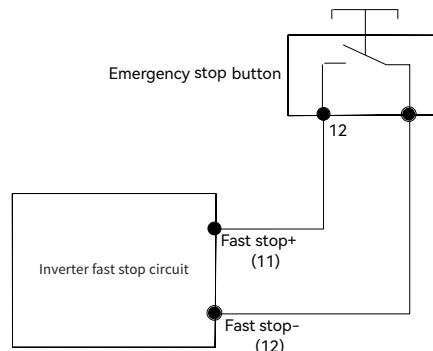 Emergency stop button
12
Fast stop+
(11)
Inverter fast stop circuit
Fast stop-
(12)